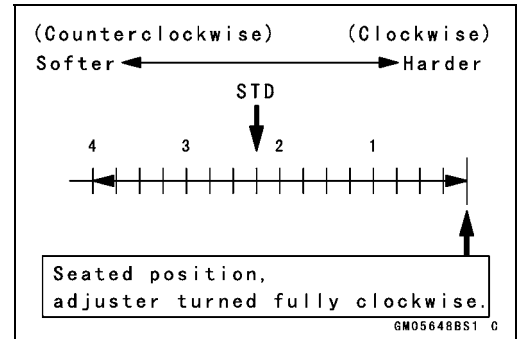 (Counterclockwise) (Clockwise)
Softer Harder
STD
4 3 2 1
Seated position,
adjuster turned fully clockwise.
GM05648BS1 C